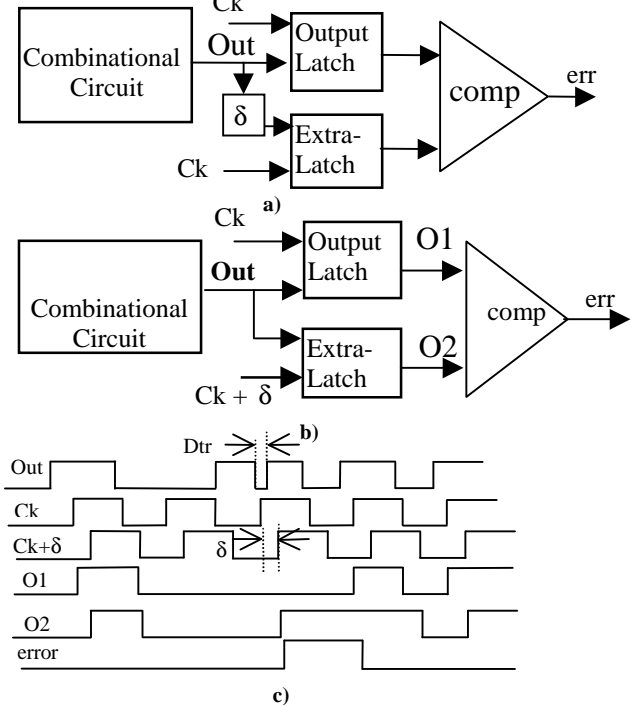 Ck
Combinational
Circuit
Out
Output
Latch
δ
Extra-
Latch
Ck
comp
err
a)
Ck
Combinational
Circuit
Out
Output
Latch
O1
Extra-
Latch
O2
Ck + δ
comp
err
b)
Dtr
Out
Ck
Ck+δ
δ
O1
O2
error
c)